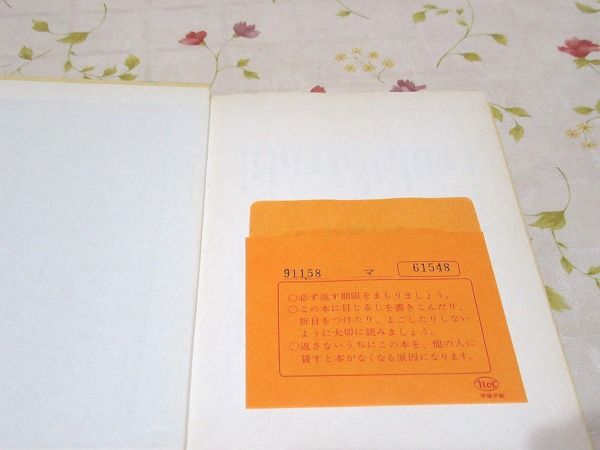 91158 マ 61548
○必ず返す期限をまもりましょう。
○この本に目じるしを書きこんだり、
折目をつけたり、よごしたりしない
ように大切に読みましょう。
○返さないうちにこの本を、他の人に
貸すと本がなくなる原因になります。
Itoi